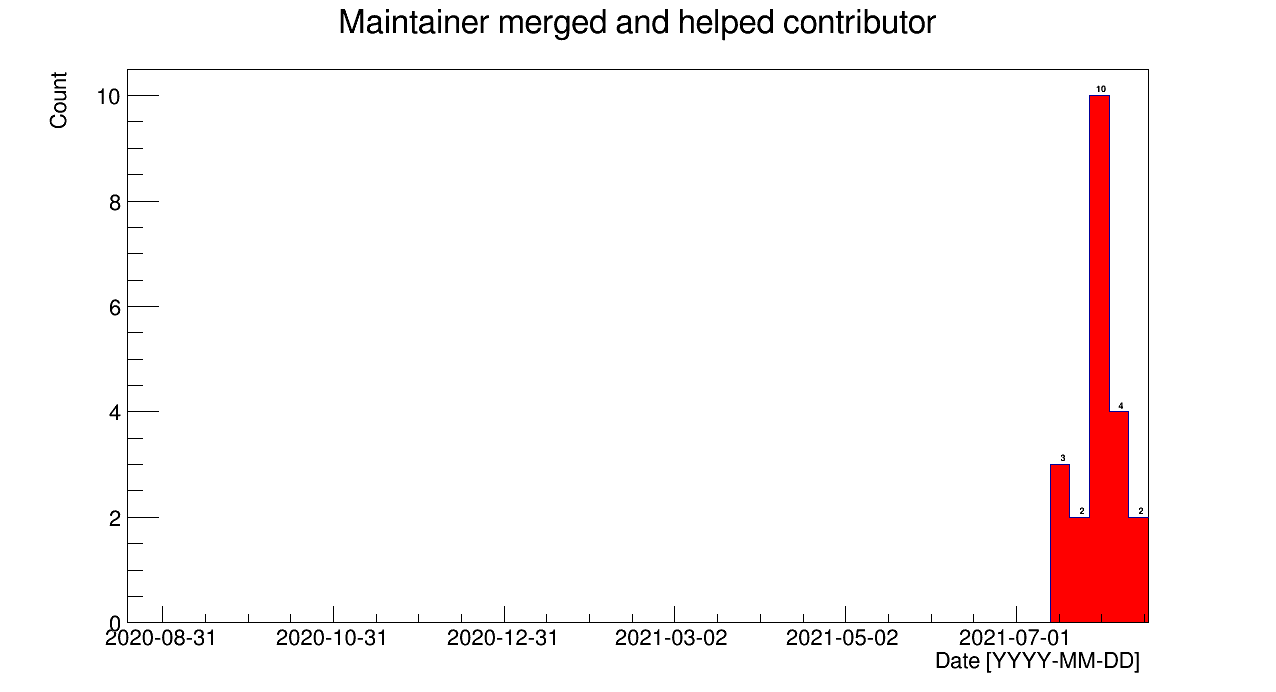 Maintainer merged and helped contributor
Count
10
8
6
4
2
0
10
4
3
2
2
2020-08-31 2020-10-31 2020-12-31 2021-03-02 2021-05-02 2021-07-01
Date [YYYY-MM-DD]